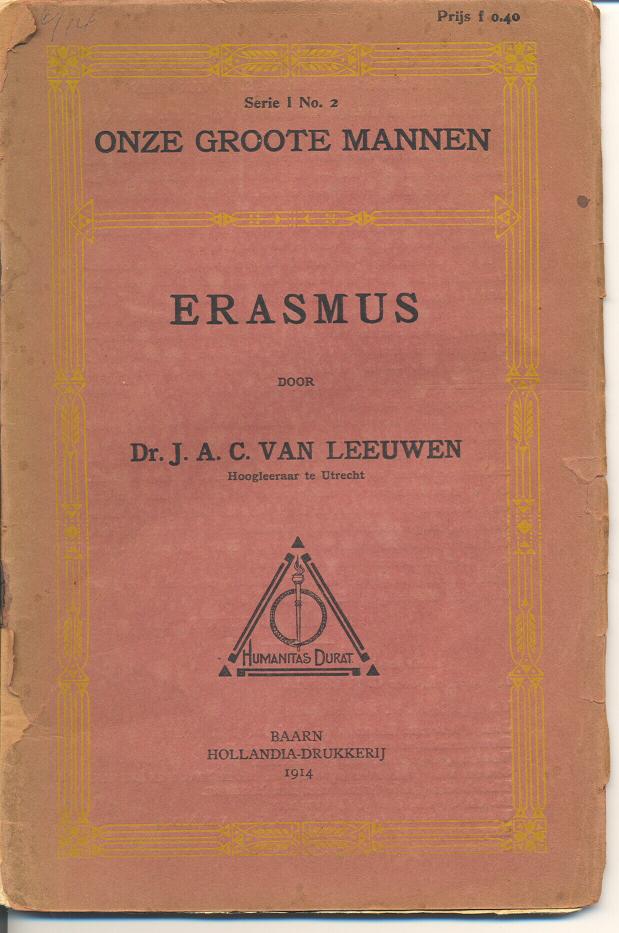 Prijs f 0.40
Serie I No. 2
ONZE GROOTE MANNEN
ERASMUS
DOOR
Dr. J. A. C. VAN LEEUWEN
Hoogleeraar te Utrecht
HUMANITAS DURAT
BAARN
HOLLANDIA-DRUKKERIJ
1914